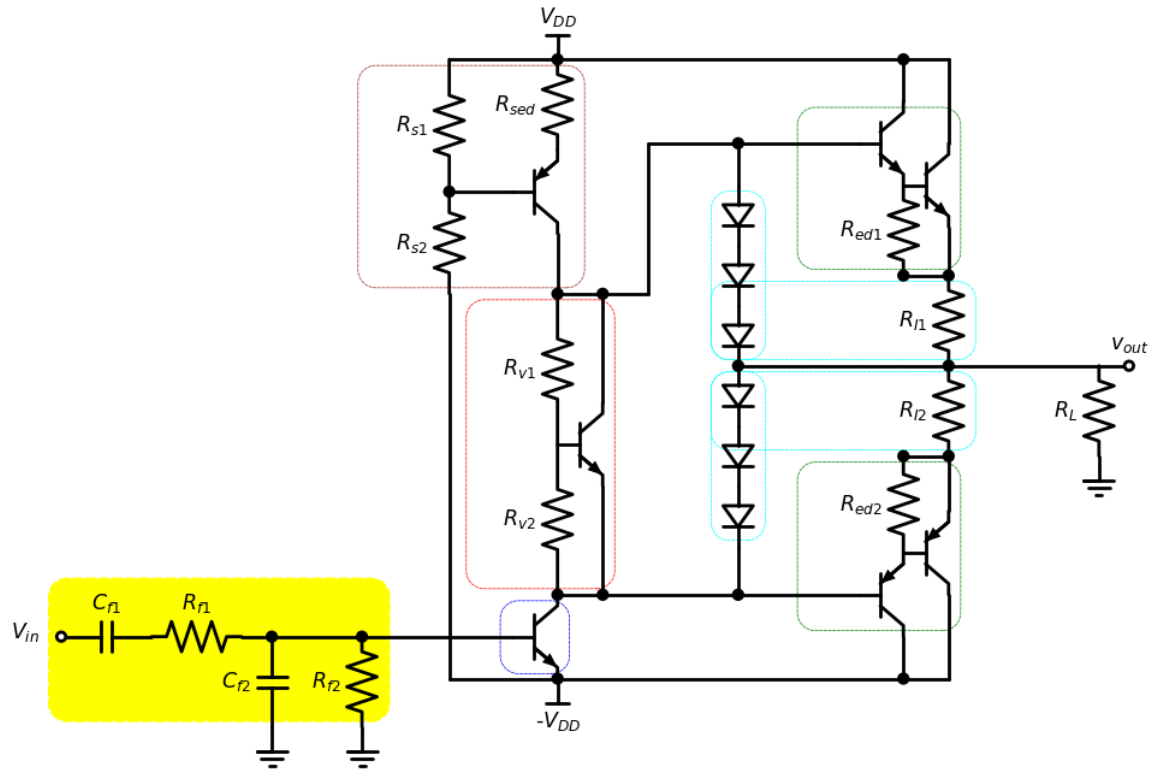 V_DD
R_s1
R_sed
R_s2
R_ed1
R_l1
v_out
R_v1
R_l2
R_L
R_v2
R_ed2
C_f1
R_f1
V_in
C_f2
R_f2
-V_DD